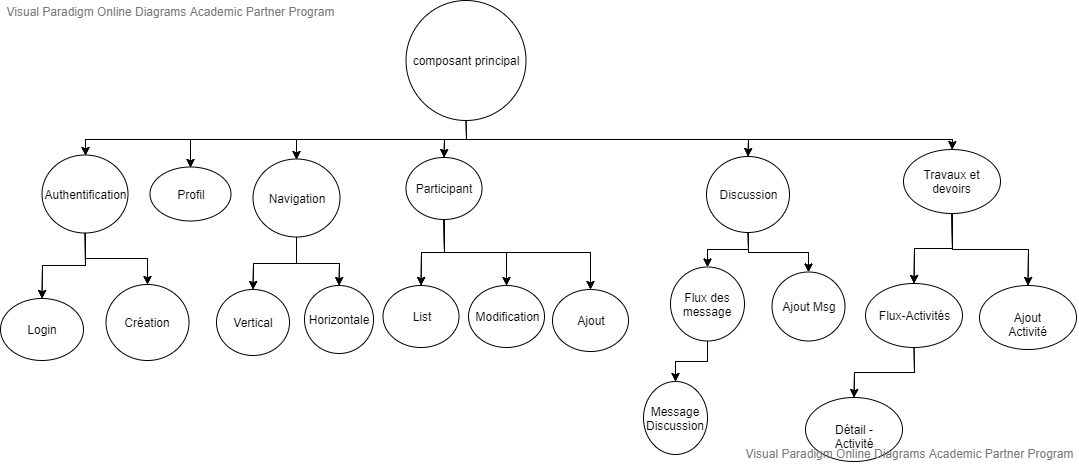 Visual Paradigm Online Diagrams Academic Partner Program
composant principal
Authentification
Profil
Navigation
Participant
Discussion
Travaux et
devoirs
Login
Création
Vertical
Horizontale
List
Modification
Ajout
Flux des
message
Ajout Msg
Flux-Activités
Ajout
Activité
Message
Discussion
Détail -
Activité
Visual Paradigm Online Diagrams Academic Partner Program